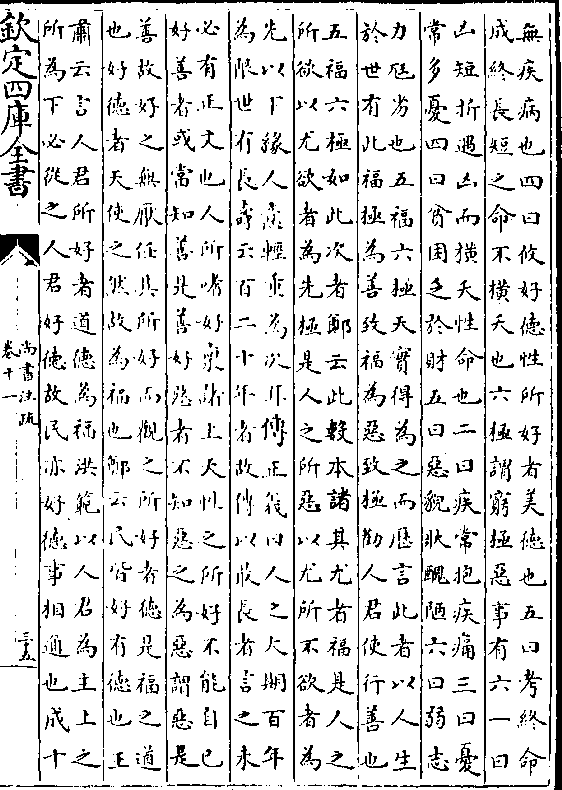 無疾病也四曰攸好德性所好者美德也五曰考終命
成終長短之命不橫夭也六極謂窮極惡事有六一曰
凶短折遇凶而橫夭性命也二曰疾常抱疾痛三曰憂
常多憂四曰貧困乏於財五曰惡貌狀醜陋六曰弱志
力尫劣也五福六極天實得為之而歷言此者以人生
於世有此福極為善致福為惡致極勸人君使行善也
五福六極如此次者鄭云此數本諸其尤者福是人之
所欲以尤欲者為先極是人之所惡以尤所不欲者為
先以下緣人意輕重為次耳傳正義曰人之大期百年
為限世有長壽云百二十年者故傳以最長者言之未
必有正文也人所嗜好稟諸上天性之所好不能自已
好善者或當知善是善好惡者不知惡之為惡謂惡是
善故好之無厭任其所好而觀之所好者德是福之道
也好德者天使之然故為福也鄭云民皆好有德也王
肅云言人君所好者道德為福洪範以人君為主上之
所為下必從之人君好德故民亦好德事相通也成十
欽定四庫全書
尚書注疏
卷十一
三五